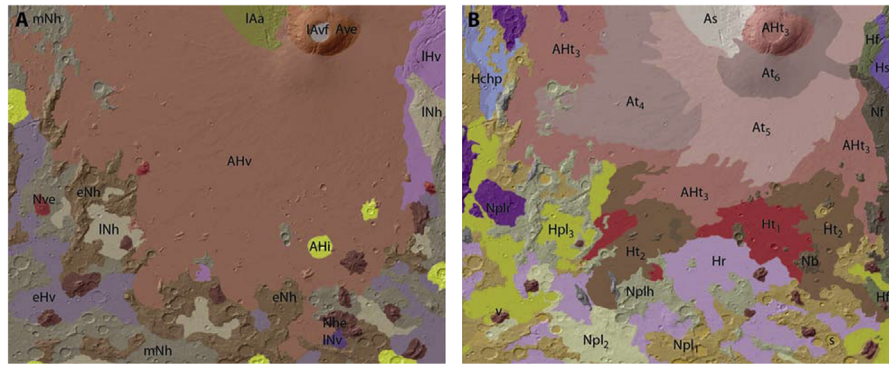 A
mNh
lAa
lAvf
Ave
lHv
lNh
AHv
Nve
eNh
lNh
AHi
eHv
eNh
Nhe
lNv
mNh
B
As
AHt3
Hf
AHt3
Hs
Hchp
At6
At4
Nf
At5
AHt3
AHt3
Nplr
Hpl3
Ht1
Ht2
Ht2
Hr
Nb
Nplh
Hf
v
Npl2
Npl1
s